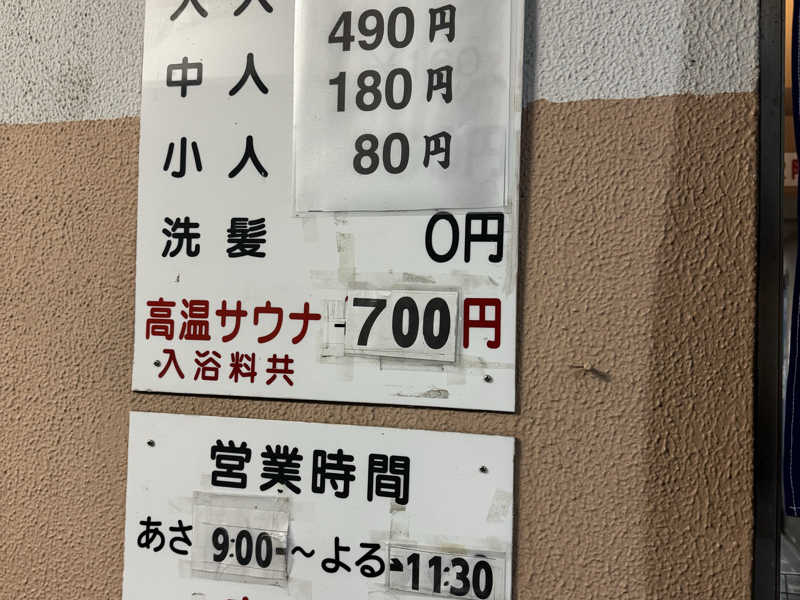 大人 490円
中人 180円
小人 80円
洗髪 0円
高温サウナ 700円
入浴料共
営業時間
あさ 9:00~よる 11:30